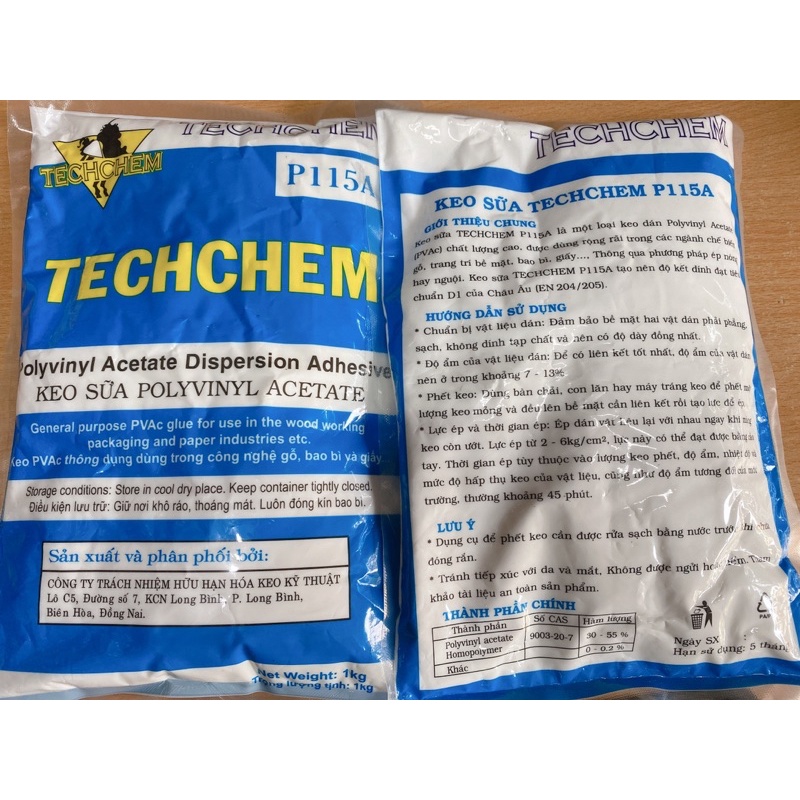 TECHCHEM
TECHCHEM
P115A
TECHCHEM
Polyvinyl Acetate Dispersion Adhesive
KEO SỮA POLYVINYL ACETATE
General purpose PVAc glue for use in the wood working
packaging and paper industries etc.
Keo PVAc thông dụng dùng trong công nghệ gỗ, bao bì và giấy
Storage conditions: Store in cool dry place. Keep container tightly closed.
Điều kiện lưu trữ: Giữ nơi khô ráo, thoáng mát. Luôn đóng kín bao bì.
Sản xuất và phân phối bởi:
CÔNG TY TRÁCH NHIỆM HỮU HẠN HÓA KEO KỸ THUẬT
Lô C5, Đường số 7, KCN Long Bình, P. Long Bình,
Biên Hòa, Đồng Nai.
Net Weight: 1kg
Trọng lượng tịnh: 1kg
TECHCHEM
KEO SỮA TECHCHEM P115A
GIỚI THIỆU CHUNG
Keo sữa TECHCHEM P115A là một loại keo dán Polyvinyl Acetate
(PVAc) chất lượng cao, được dùng rộng rãi trong các ngành chế biến
gỗ, trang trí bề mặt, bao bì, giấy.... Thông qua phương pháp ép nóng
hay nguội. Keo sữa TECHCHEM P115A tạo nên độ kết dính đạt tiêu
chuẩn D1 của Châu Âu (EN 204/205).
HƯỚNG DẪN SỬ DỤNG
* Chuẩn bị vật liệu dán: Đảm bảo bề mặt hai vật dán phải phẳng,
sạch, không dính tạp chất và nên có độ dày đồng nhất.
* Độ ẩm của vật liệu dán: Để có liên kết tốt nhất, độ ẩm của vật dán
nên ở trong khoảng 7 - 13%
* Phết keo: Dùng bàn chải, con lăn hay máy tráng keo để phết một
lượng keo mỏng và đều lên bề mặt cần liên kết rồi tạo lực để ép.
* Lực ép và thời gian ép: Ép dán vật liệu lại với nhau ngay khi màng
keo còn ướt. Lực ép từ 2 - 6kg/cm2, lực này có thể đạt được bằng
tay. Thời gian ép tùy thuộc vào lượng keo phết, độ ẩm, nhiệt độ và
mức độ hấp thụ keo của vật liệu, cũng như độ ẩm tương đối của môi
trường, thường khoảng 45 phút.
LƯU Ý
* Dụng cụ để phết keo cần được rửa sạch bằng nước trước khi
đóng rắn.
* Tránh tiếp xúc với da và mắt, Không được ngửi hoặc nếm. Tham
khảo tài liệu an toàn sản phẩm.
THÀNH PHẦN CHÍNH
Thành phần Số CAS Hàm lượng
Polyvinyl acetate 9003-20-7 30 - 55 %
Homopolymer 0 - 0.2 %
Khác
Ngày SX :
Hạn sử dụng: 5 tháng